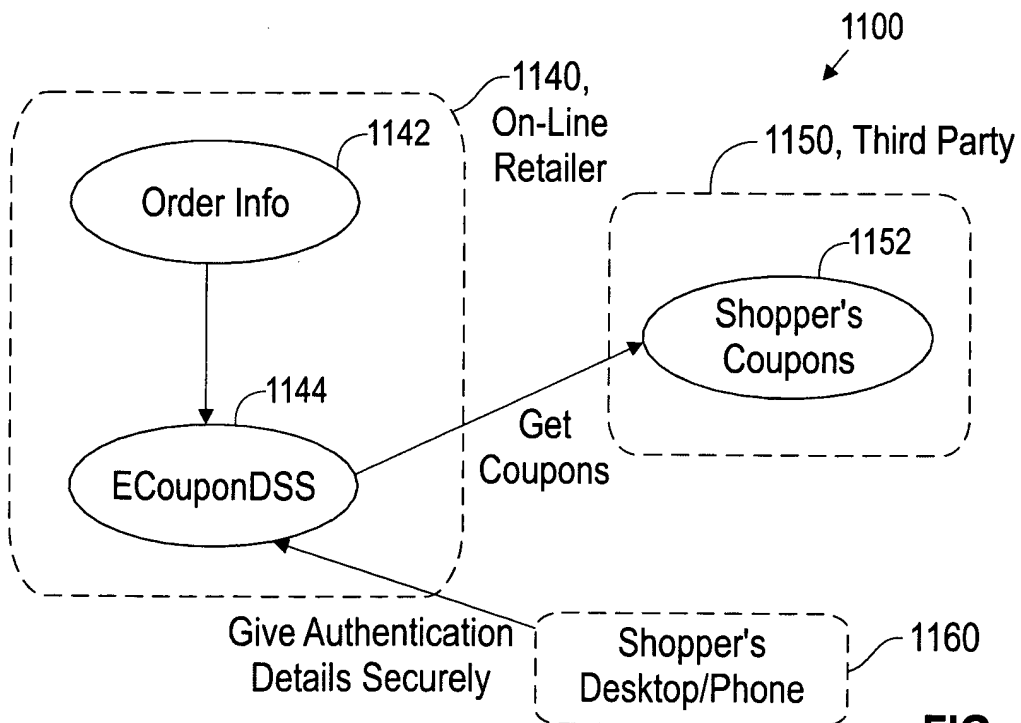 1100
1140,
On-Line
Retailer
1142
Order Info
1150, Third Party
1152
Shopper's
Coupons
1144
ECouponDSS
Get
Coupons
Give Authentication
Details Securely
Shopper's
Desktop/Phone
1160
FIG